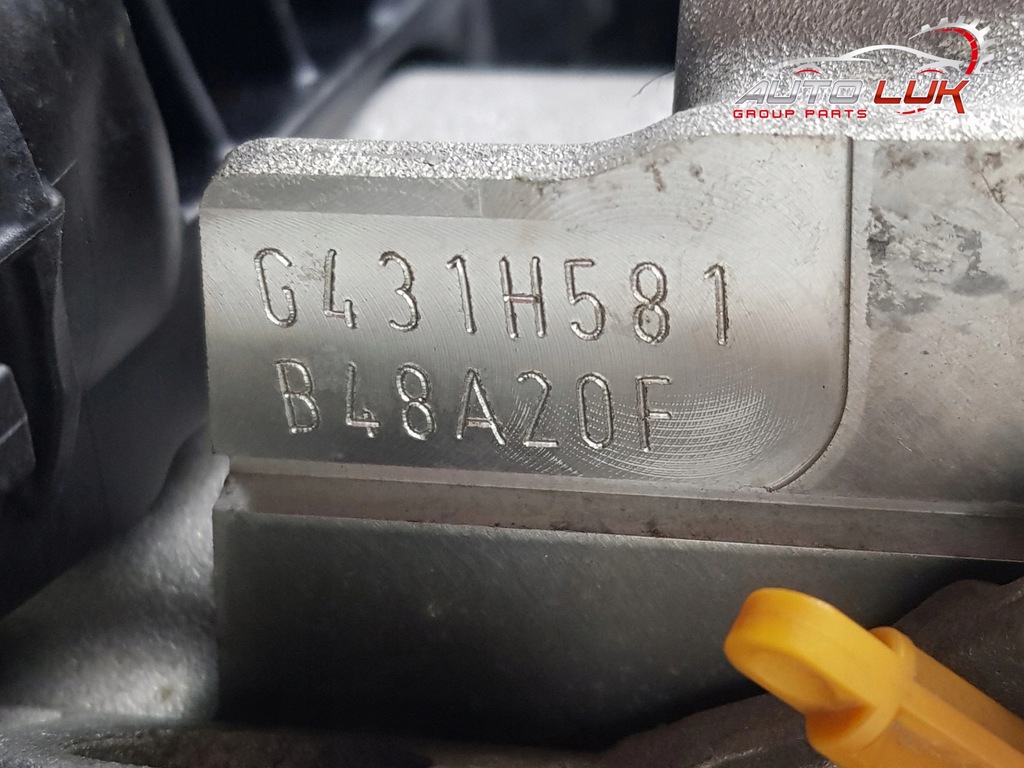 AUTO LUK
GROUP PARTS
G431H581
B48A20F